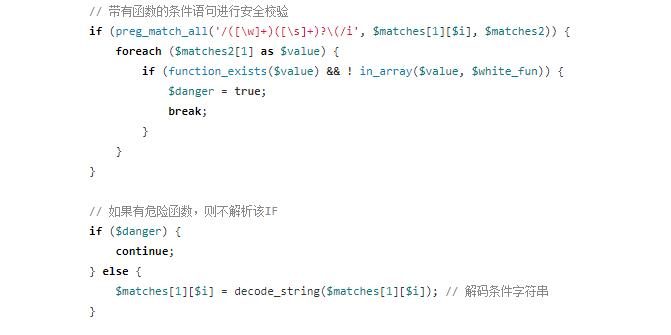 // 带有函数的条件语句进行安全校验
if (preg_match_all('/([\w]+)([\s]+)?\(/i', $matches[1][$i], $matches2)) {
foreach ($matches2[1] as $value) {
if (function_exists($value) && ! in_array($value, $white_fun)) {
$danger = true;
break;
}
}
}
// 如果有危险函数，则不解析该IF
if ($danger) {
continue;
} else {
$matches[1][$i] = decode_string($matches[1][$i]); // 解码条件字符串
}